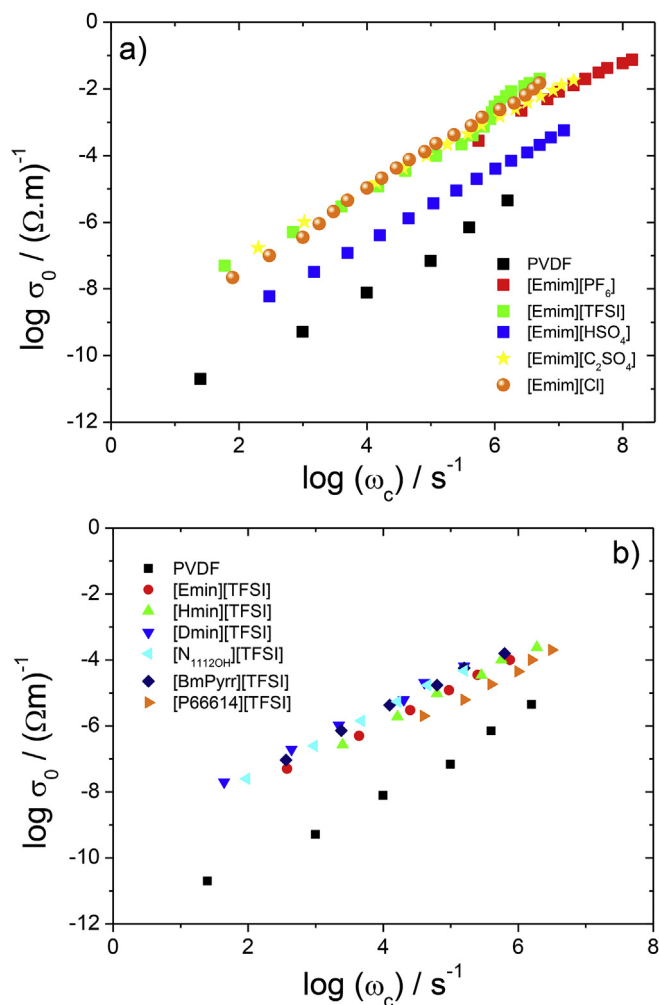 a)
log σ₀ / (Ω.m)⁻¹
0
-2
-4
-6
-8
-10
-12
PVDF
[Emim][PF₆]
[Emim][TFSI]
[Emim][HSO₄]
[Emim][C₂SO₄]
[Emim][Cl]
0 2 4 6 8
log (ω_c) / s⁻¹
b)
log σ₀ / (Ωm)⁻¹
0
-2
-4
-6
-8
-10
-12
PVDF
[Emin][TFSI]
[Hmin][TFSI]
[Dmin][TFSI]
[N₁₁₁₂OH][TFSI]
[BmPyrr][TFSI]
[P66614][TFSI]
0 2 4 6 8
log (ω_c) / s⁻¹